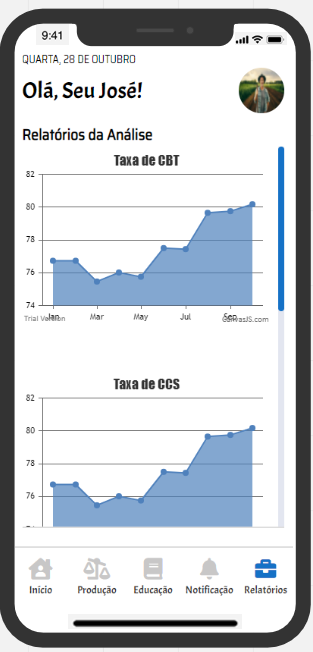 9:41
QUARTA, 28 DE OUTUBRO
Olá, Seu José!
Relatórios da Análise
Taxa de CBT
82
80
78
76
74
Jan Mar May Jul Sep
Trial Version CanvasJS.com
Taxa de CCS
82
80
78
76
Início Produção Educação Notificação Relatórios